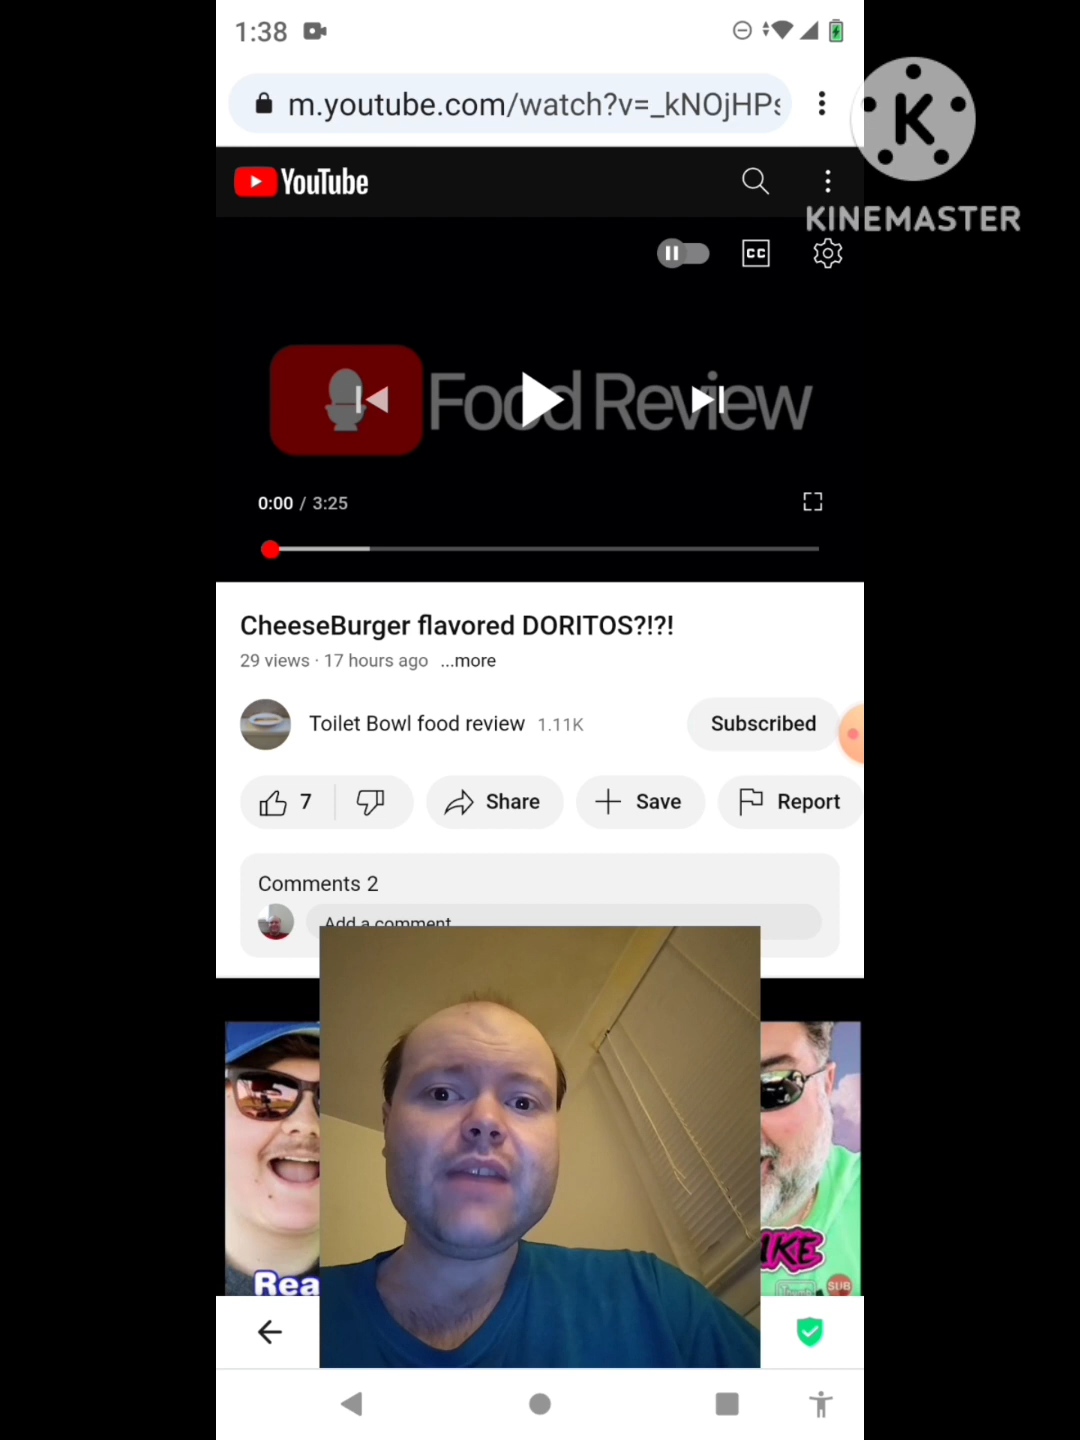 1:38
m.youtube.com/watch?v=_kNOjHPs
K
KINEMASTER
YouTube
CC
Food Review
0:00 / 3:25
CheeseBurger flavored DORITOS?!?!
29 views · 17 hours ago ...more
Toilet Bowl food review 1.11K
Subscribed
7
Share
Save
Report
Comments 2
Add a comment
Rea
KE
SUB